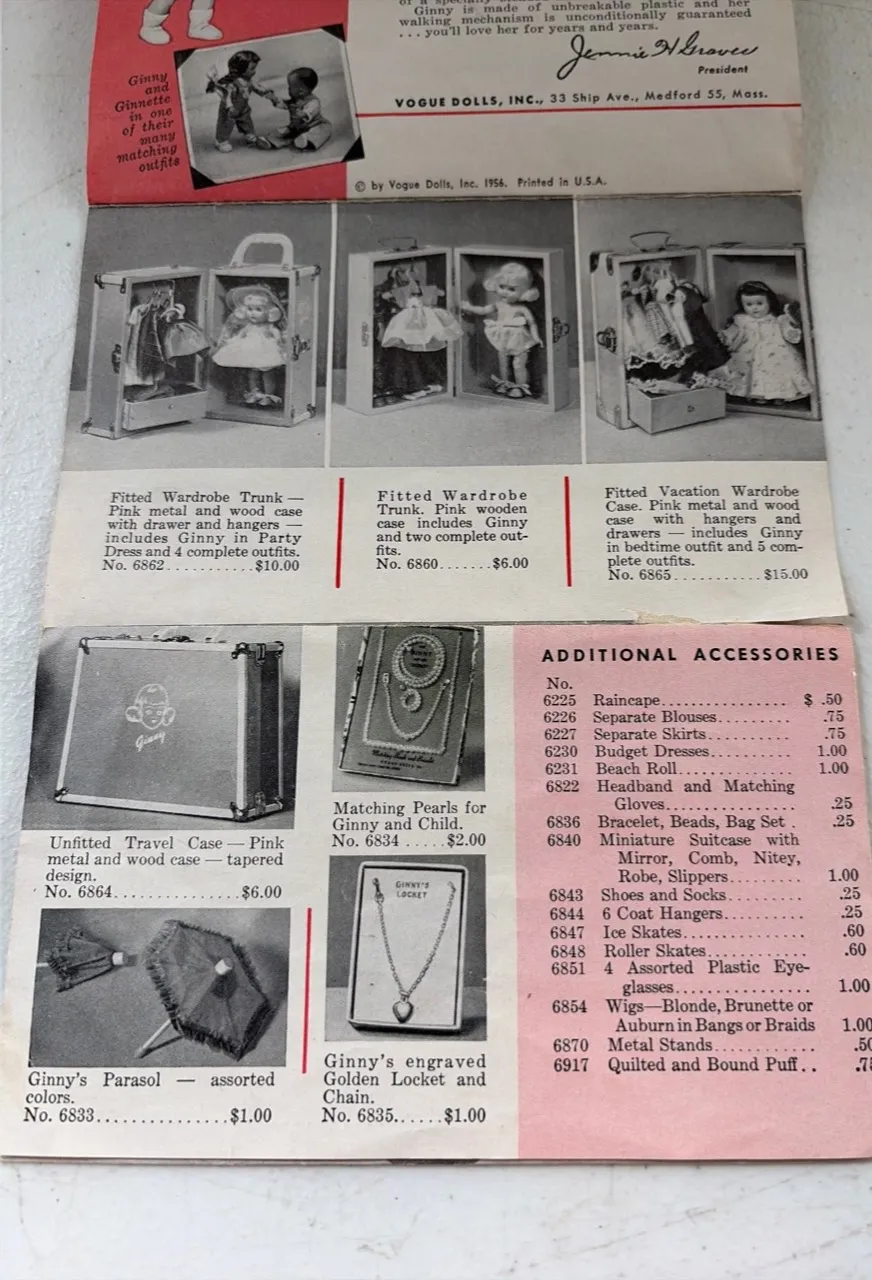 of a specially
Ginny is made of unbreakable plastic and her
walking mechanism is unconditionally guaranteed
... you'll love her for years and years.
Jennie H Graves
President
VOGUE DOLLS, INC., 33 Ship Ave., Medford 55, Mass.
Ginny
and
Ginnette
in one
of their
many
matching
outfits
© by Vogue Dolls, Inc. 1956. Printed in U.S.A.
Fitted Wardrobe Trunk —
Pink metal and wood case
with drawer and hangers —
includes Ginny in Party
Dress and 4 complete outfits.
No. 6862...........$10.00
Fitted Wardrobe
Trunk. Pink wooden
case includes Ginny
and two complete out-
fits.
No. 6860.......$6.00
Fitted Vacation Wardrobe
Case. Pink metal and wood
case with hangers and
drawers — includes Ginny
in bedtime outfit and 5 com-
plete outfits.
No. 6865...........$15.00
Ginny
Unfitted Travel Case — Pink
metal and wood case — tapered
design.
No. 6864...............$6.00
GINNY
Matching Pearls for
Ginny and Child.
No. 6834 .....$2.00
Ginny's Parasol — assorted
colors.
No. 6833...............$1.00
GINNY'S
LOCKET
Ginny's engraved
Golden Locket and
Chain.
No. 6835......$1.00
ADDITIONAL ACCESSORIES
No.
6225 Raincape................ $ .50
6226 Separate Blouses......... .75
6227 Separate Skirts.......... .75
6230 Budget Dresses.......... 1.00
6231 Beach Roll............. 1.00
6822 Headband and Matching
Gloves................ .25
6836 Bracelet, Beads, Bag Set . .25
6840 Miniature Suitcase with
Mirror, Comb, Nitey,
Robe, Slippers......... 1.00
6843 Shoes and Socks......... .25
6844 6 Coat Hangers.......... .25
6847 Ice Skates............... .60
6848 Roller Skates............ .60
6851 4 Assorted Plastic Eye-
glasses................ 1.00
6854 Wigs—Blonde, Brunette or
Auburn in Bangs or Braids 1.00
6870 Metal Stands............ .50
6917 Quilted and Bound Puff.. .7